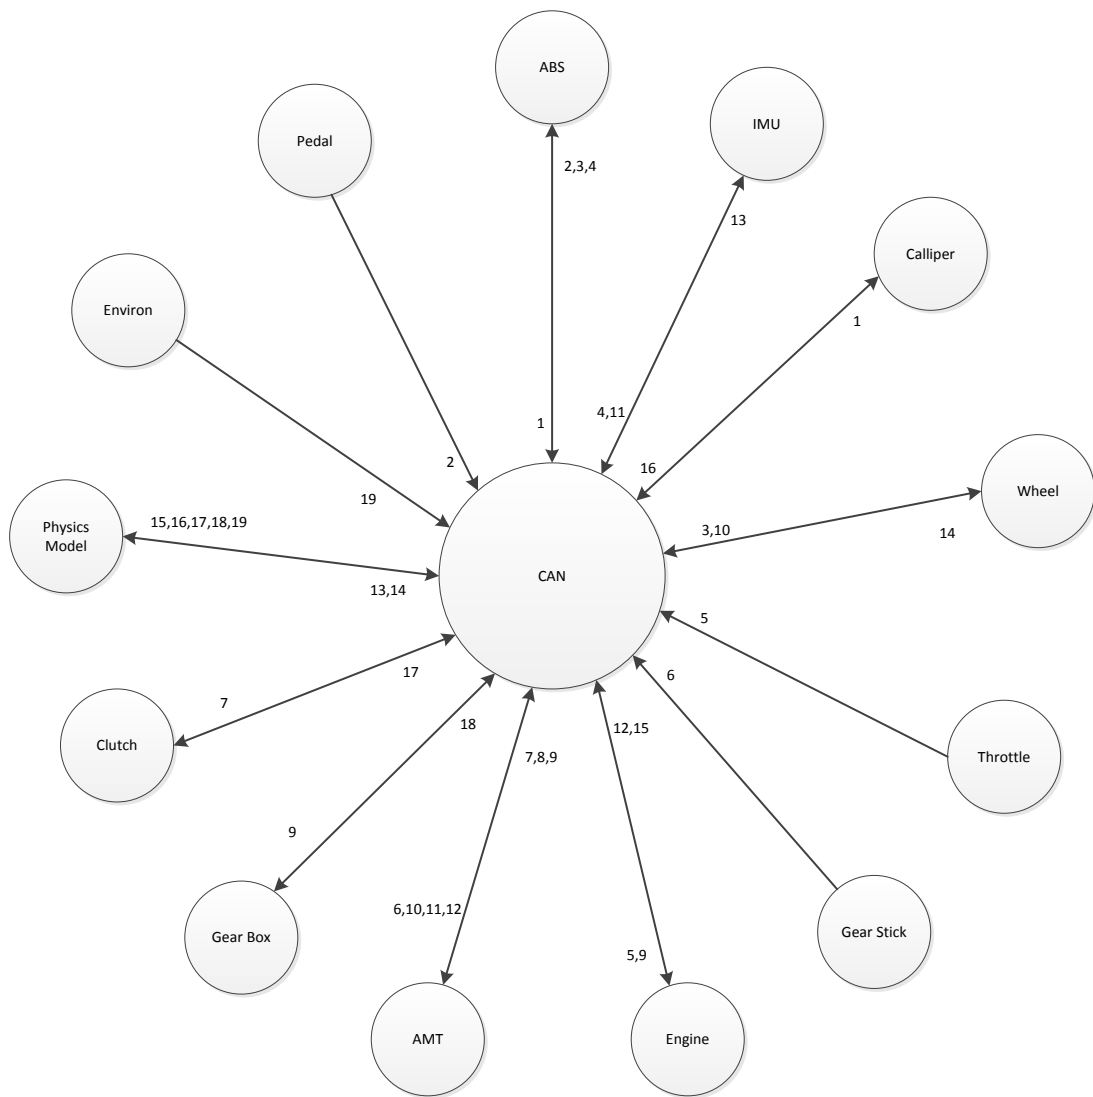 ABS
IMU
Pedal
2,3,4
13
Calliper
Environ
1
4,11
1
2
16
19
Wheel
15,16,17,18,19
3,10
14
Physics
Model
CAN
13,14
5
17
6
7
18
12,15
Clutch
7,8,9
Throttle
9
6,10,11,12
Gear Box
Gear Stick
5,9
AMT
Engine